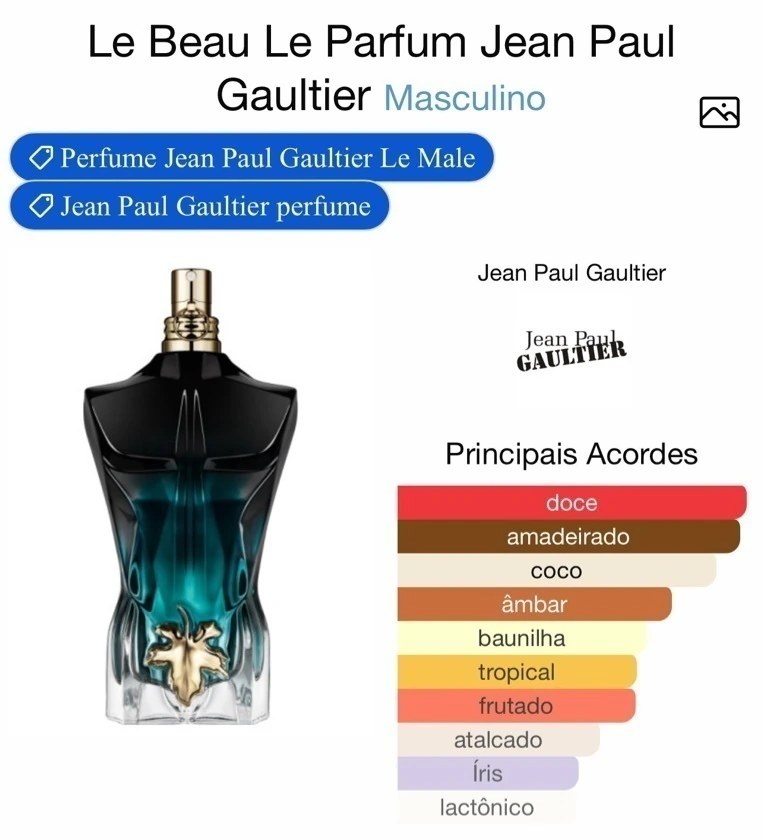 Le Beau Le Parfum Jean Paul
Gaultier Masculino
Perfume Jean Paul Gaultier Le Male
Jean Paul Gaultier perfume
Jean Paul Gaultier
Jean Paul
GAULTIER
Principais Acordes
doce
amadeirado
coco
âmbar
baunilha
tropical
frutado
atalcado
Íris
lactônico